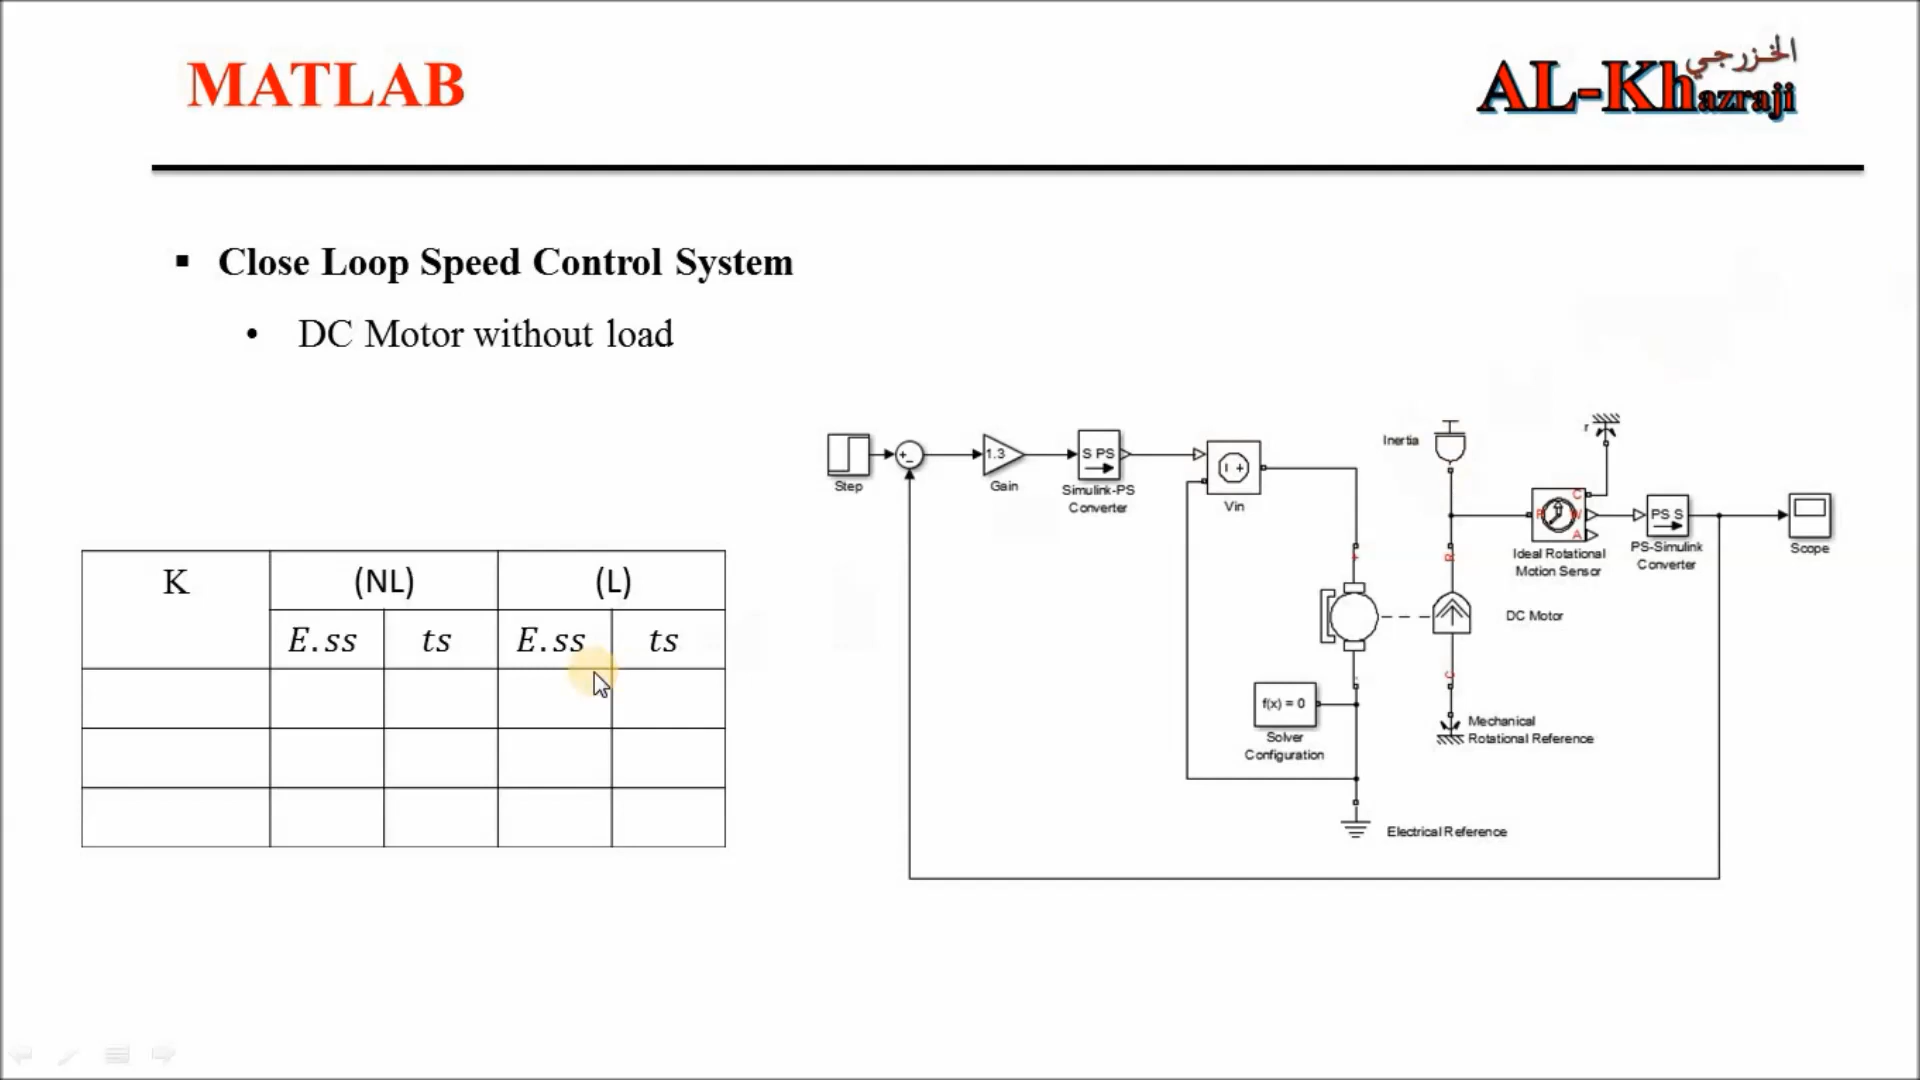 MATLAB
الخزرجي
AL-Khazraji
▪ Close Loop Speed Control System
• DC Motor without load
K
(NL)
(L)
E.ss
ts
E.ss
ts
Step
+
-
1.3
Gain
S PS
Simulink-PS
Converter
Vin
Inertia
r
R
C
W
A
Ideal Rotational
Motion Sensor
PS S
PS-Simulink
Converter
Scope
+
-
R
C
DC Motor
f(x) = 0
Solver
Configuration
Mechanical
Rotational Reference
Electrical Reference